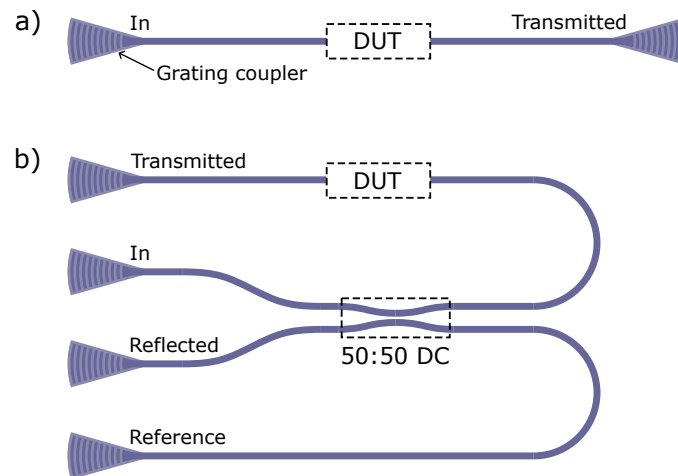 a)
In
Transmitted
DUT
Grating coupler
b)
Transmitted
DUT
In
Reflected
50:50 DC
Reference